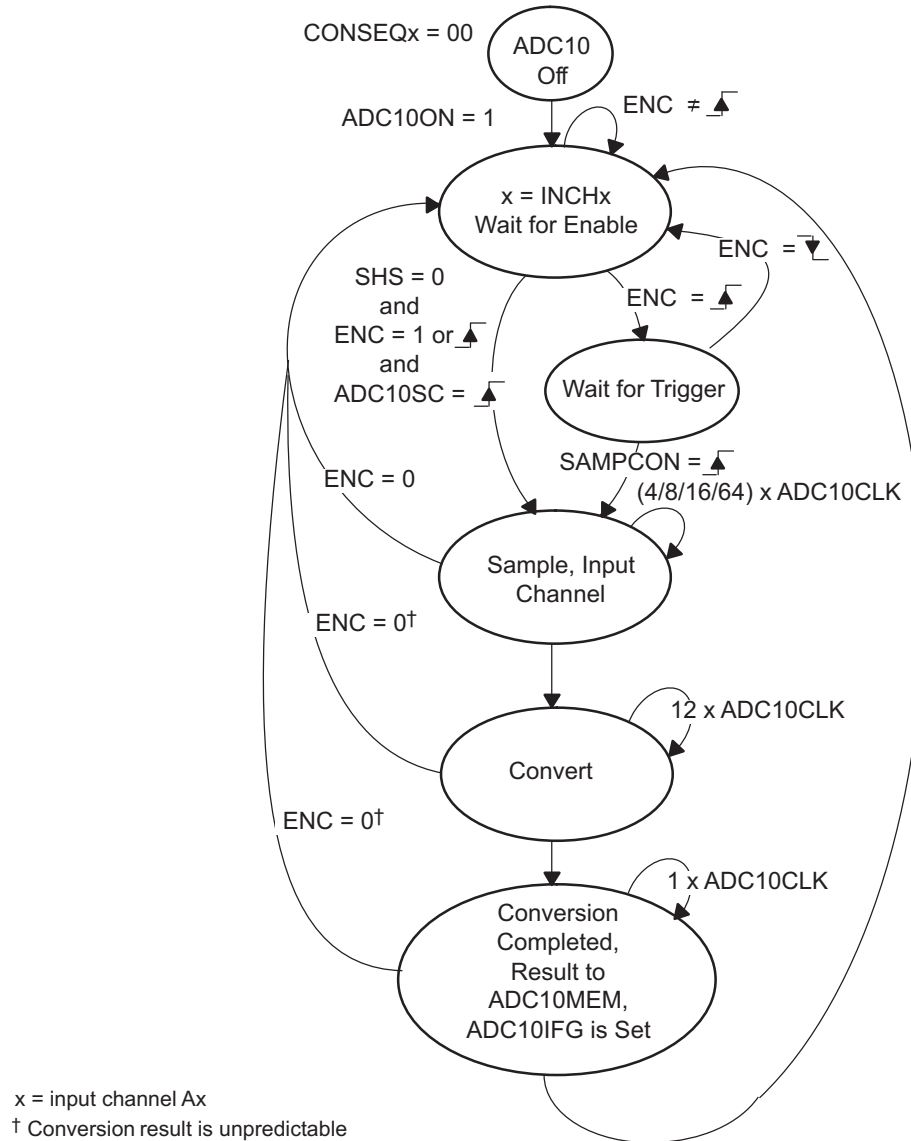 CONSEQx = 00
ADC10
Off
ADC10ON = 1
ENC ≠
x = INCHx
Wait for Enable
ENC =
SHS = 0
and
ENC = 1 or
and
ADC10SC =
ENC =
Wait for Trigger
SAMPCON =
(4/8/16/64) x ADC10CLK
ENC = 0
Sample, Input
Channel
ENC = 0†
12 x ADC10CLK
Convert
ENC = 0†
1 x ADC10CLK
Conversion
Completed,
Result to
ADC10MEM,
ADC10IFG is Set
x = input channel Ax
† Conversion result is unpredictable